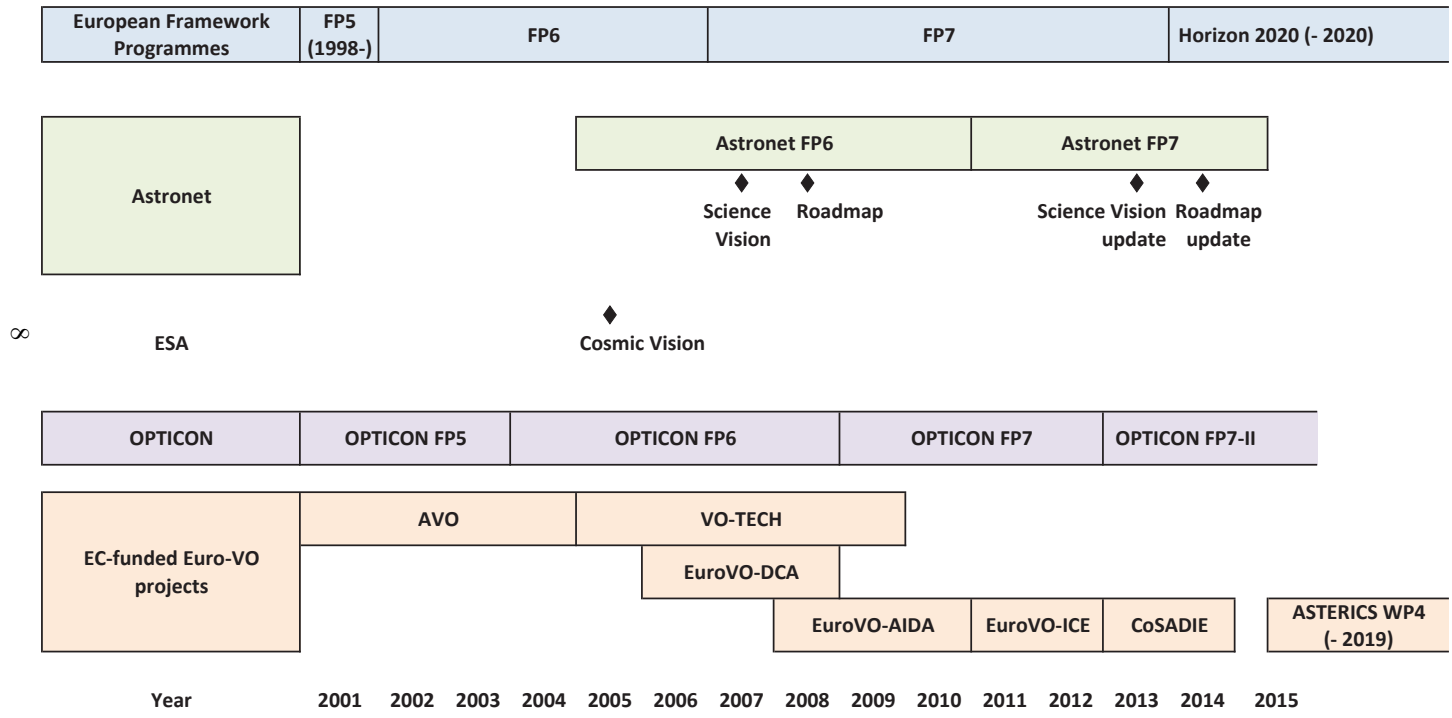 European Framework
Programmes
FP5
(1998-)
FP6
FP7
Horizon 2020 (- 2020)
Astronet
Astronet FP6
Astronet FP7
Science
Vision
Roadmap
Science Vision
update
Roadmap
update
8
ESA
Cosmic Vision
OPTICON
OPTICON FP5
OPTICON FP6
OPTICON FP7
OPTICON FP7-II
EC-funded Euro-VO
projects
AVO
VO-TECH
EuroVO-DCA
EuroVO-AIDA
EuroVO-ICE
CoSADIE
ASTERICS WP4
(- 2019)
Year 2001 2002 2003 2004 2005 2006 2007 2008 2009 2010 2011 2012 2013 2014 2015